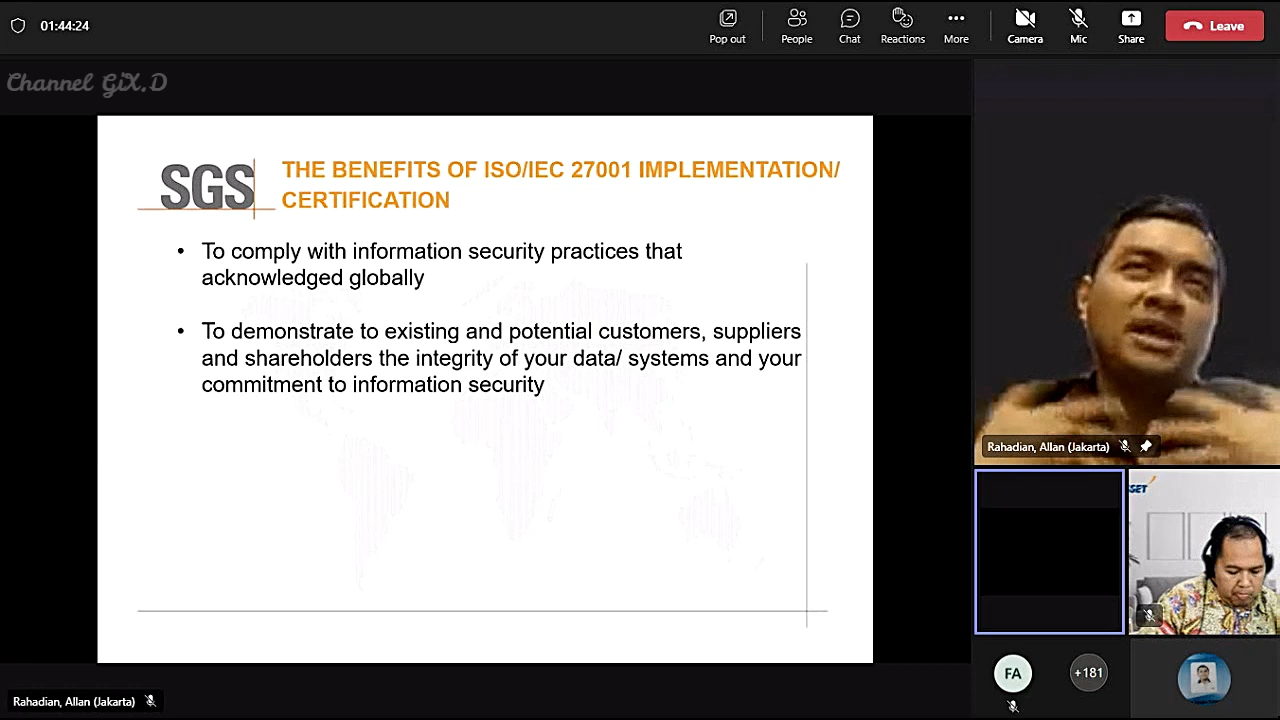 01:44:24
Pop out
People
Chat
Reactions
More
Camera
Mic
Share
Leave
Channel GiX.D
SGS
THE BENEFITS OF ISO/IEC 27001 IMPLEMENTATION/
CERTIFICATION
• To comply with information security practices that
acknowledged globally
• To demonstrate to existing and potential customers, suppliers
and shareholders the integrity of your data/ systems and your
commitment to information security
Rahadian, Allan (Jakarta)
SET
FA
+181
Rahadian, Allan (Jakarta)